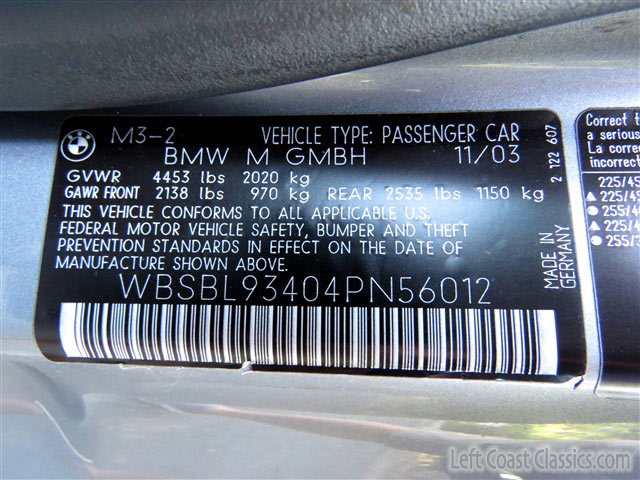 BMW
M3-2 VEHICLE TYPE: PASSENGER CAR
BMW M GMBH 11/03
GVWR 4453 lbs 2020 kg
GAWR FRONT 2138 lbs 970 kg REAR 2535 lbs 1150 kg
THIS VEHICLE CONFORMS TO ALL APPLICABLE U.S.
FEDERAL MOTOR VEHICLE SAFETY, BUMPER AND THEFT
PREVENTION STANDARDS IN EFFECT ON THE DATE
OF MANUFACTURE SHOWN ABOVE.
WBSBL93404PN56012
2 122 607
MADE IN
GERMANY
Correct t
a serious
La correc
incorrect
225/45
225/45
255/40
225/4
255/3
Left Coast Classics.com